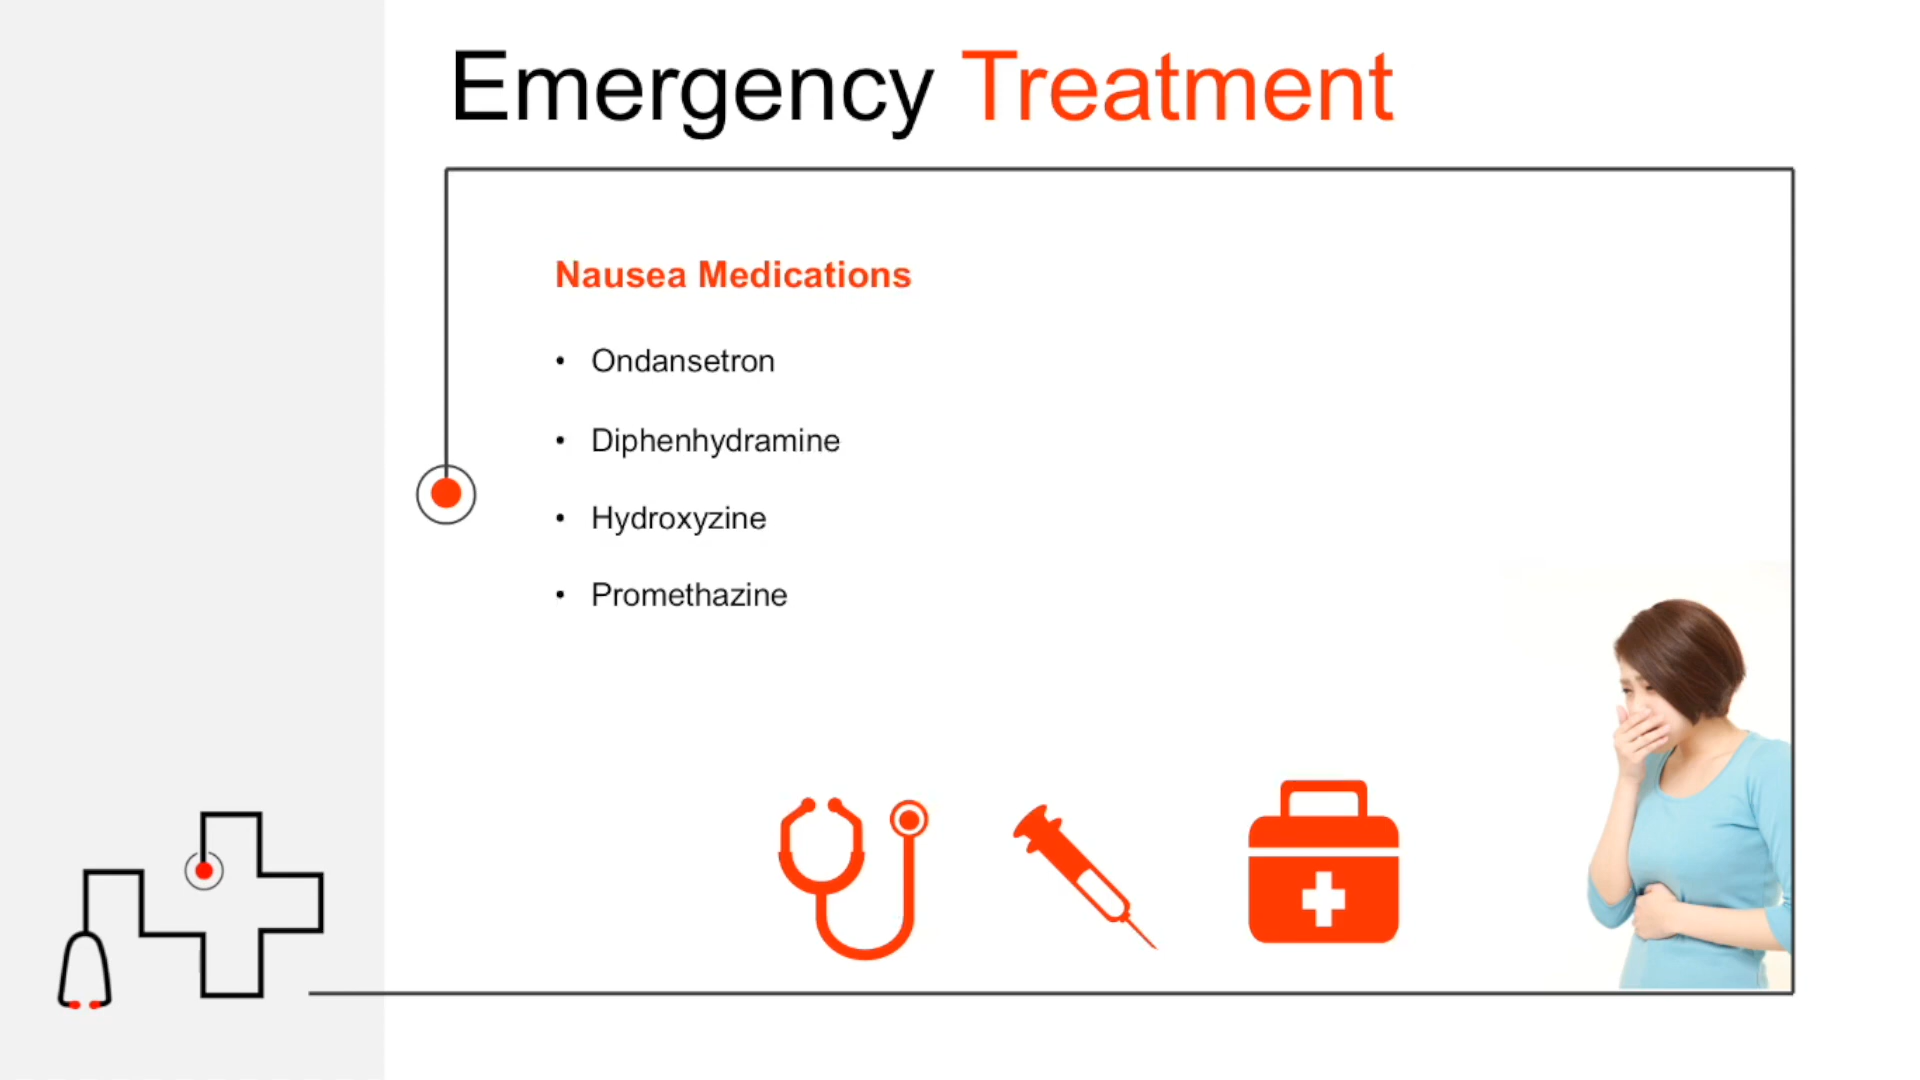 Emergency Treatment
Nausea Medications
• Ondansetron
• Diphenhydramine
• Hydroxyzine
• Promethazine